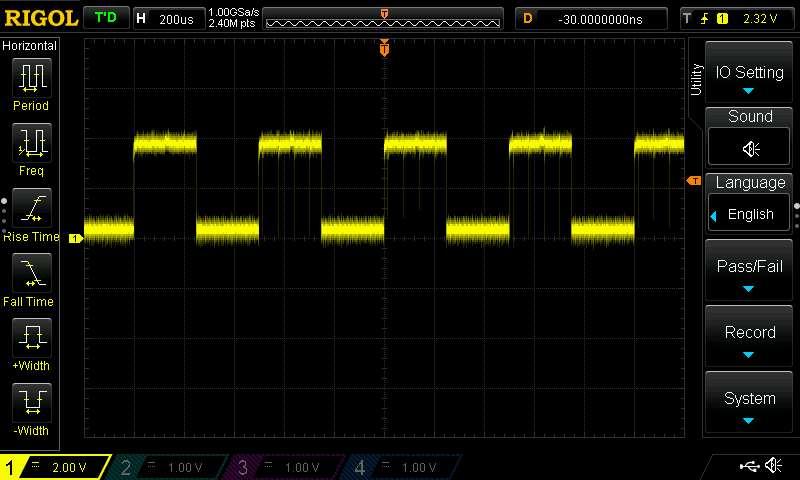 RIGOL T'D H 200us 1.00GSa/s 2.40M pts T D -30.0000000ns T 1 2.32 V
Horizontal
Period
Freq
Rise Time
Fall Time
+Width
-Width
T
T
1
Utility
IO Setting
Sound
Language
English
Pass/Fail
Record
System
1 2.00 V 2 1.00 V 3 1.00 V 4 1.00 V